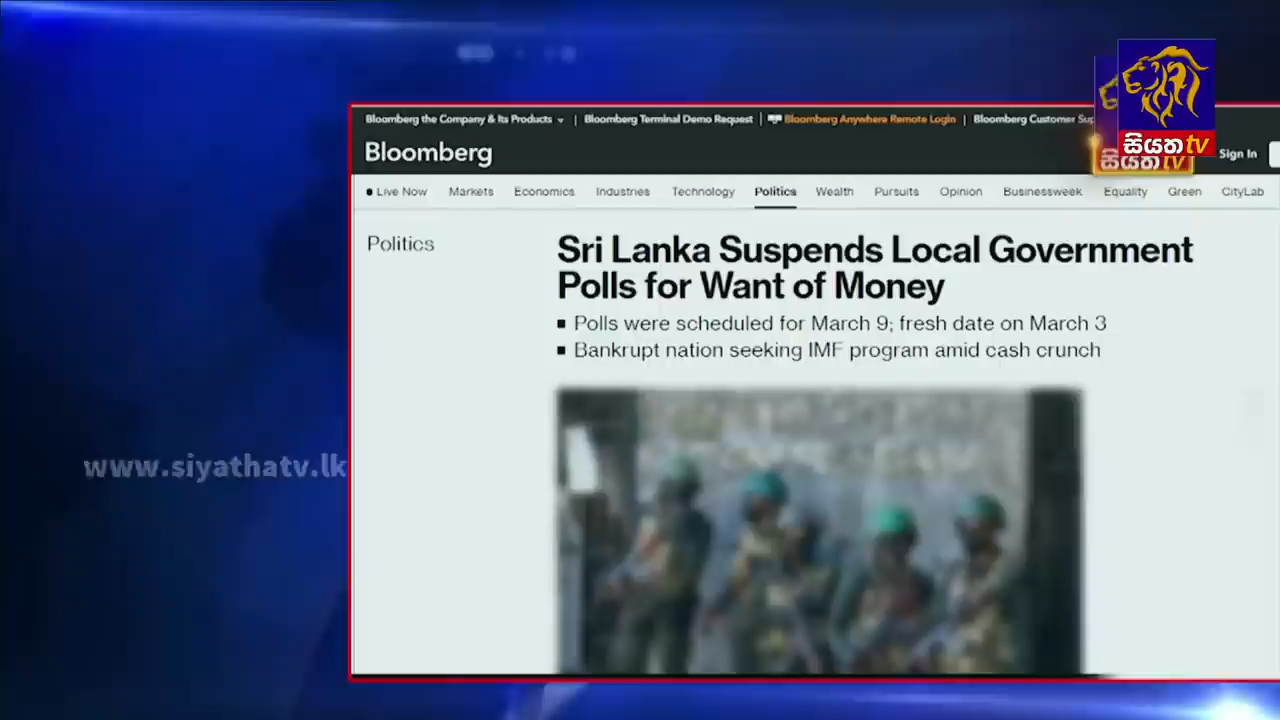 Bloomberg the Company & Its Products | Bloomberg Terminal Demo Request | Bloomberg Anywhere Remote Login | Bloomberg Customer
සියත tv
සියත tv
Bloomberg
Sign In
Live Now Markets Economics Industries Technology Politics Wealth Pursuits Opinion Businessweek Equality Green CityLab
Politics
Sri Lanka Suspends Local Government
Polls for Want of Money
■ Polls were scheduled for March 9; fresh date on March 3
■ Bankrupt nation seeking IMF program amid cash crunch
www.siyathatv.lk